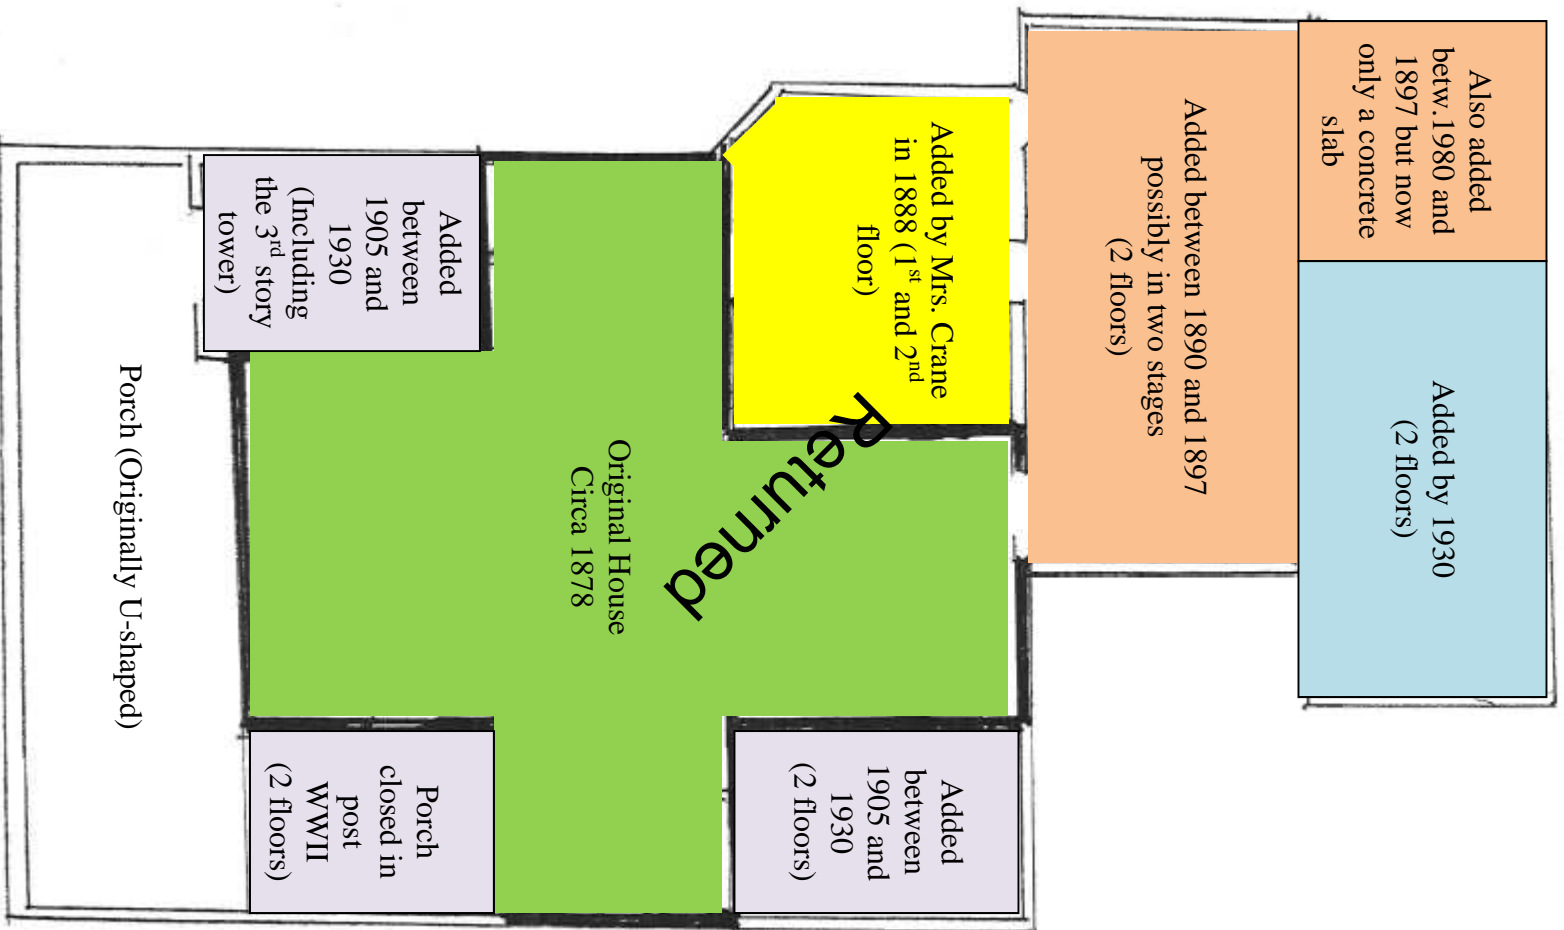 Also added
betw.1980 and
1897 but now
only a concrete
slab
Added by 1930
(2 floors)
Added between 1890 and 1897
possibly in two stages
(2 floors)
Added by Mrs. Crane
in 1888 (1st and 2nd
floor)
Returned
Original House
Circa 1878
Added
between
1905 and
1930
(2 floors)
Added
between
1905 and
1930
(Including
the 3rd story
tower)
Porch
closed in
post
WWII
(2 floors)
Porch (Originally U-shaped)